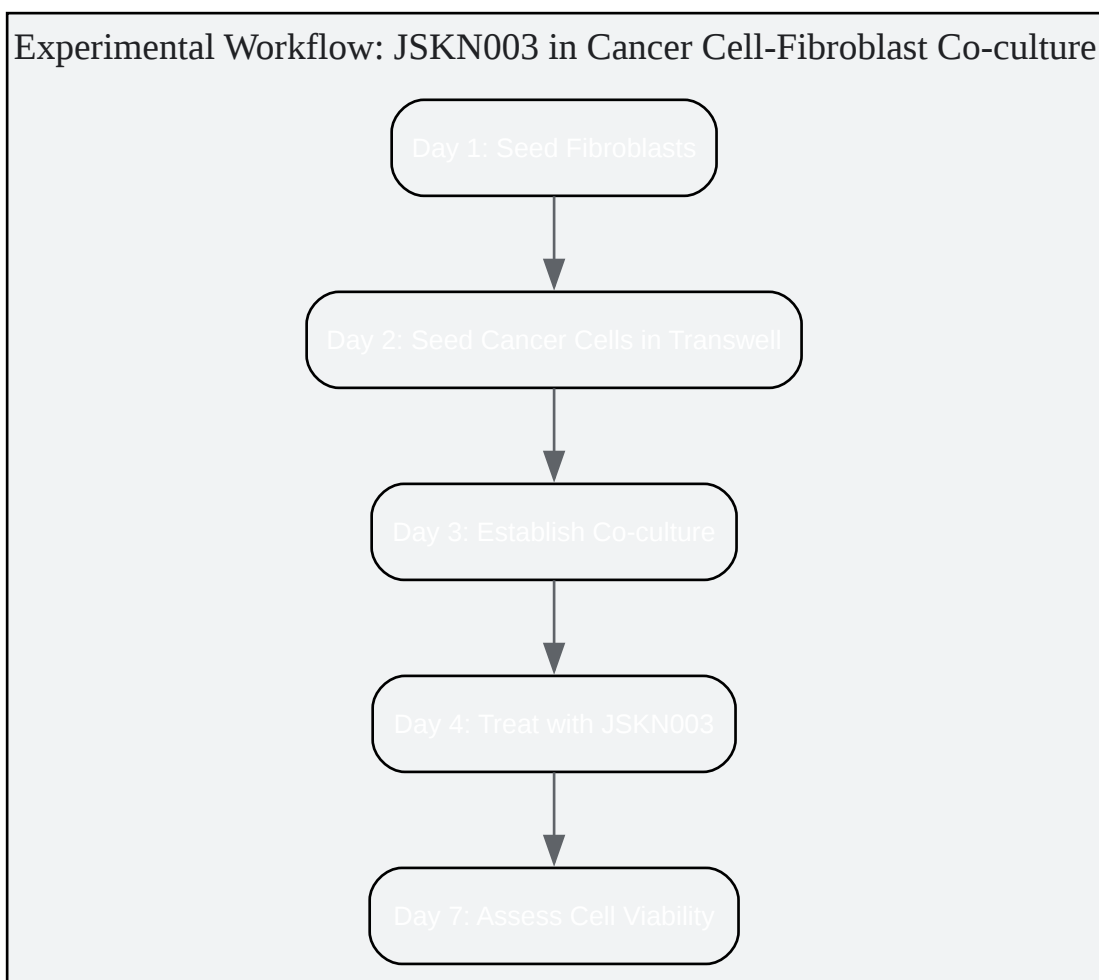 Experimental Workflow: JSKN003 in Cancer Cell-Fibroblast Co-culture
Day 1: Seed Fibroblasts
Day 2: Seed Cancer Cells in Transwell
Day 3: Establish Co-culture
Day 4: Treat with JSKN003
Day 7: Assess Cell Viability